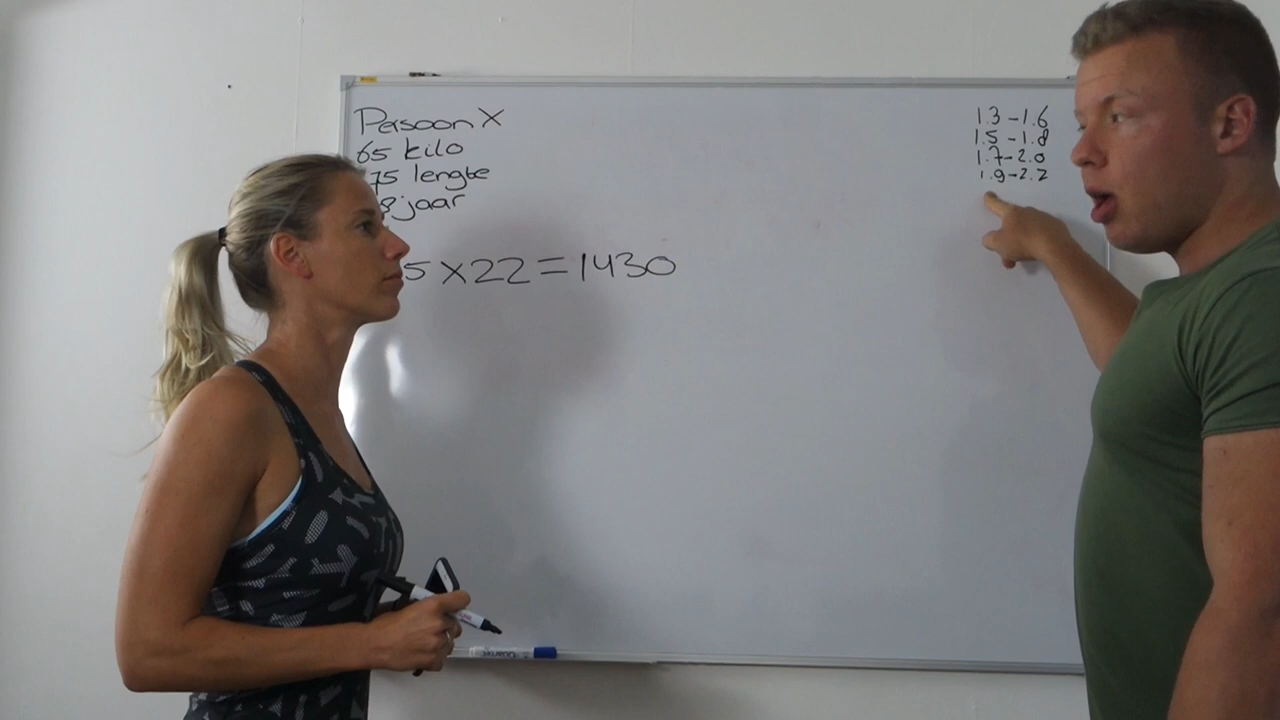 Persoon X
65 kilo
75 lengte
8 jaar
5 x 22 = 1430
1.3 - 1.6
1.5 - 1.8
1.7 - 2.0
1.9 - 2.2